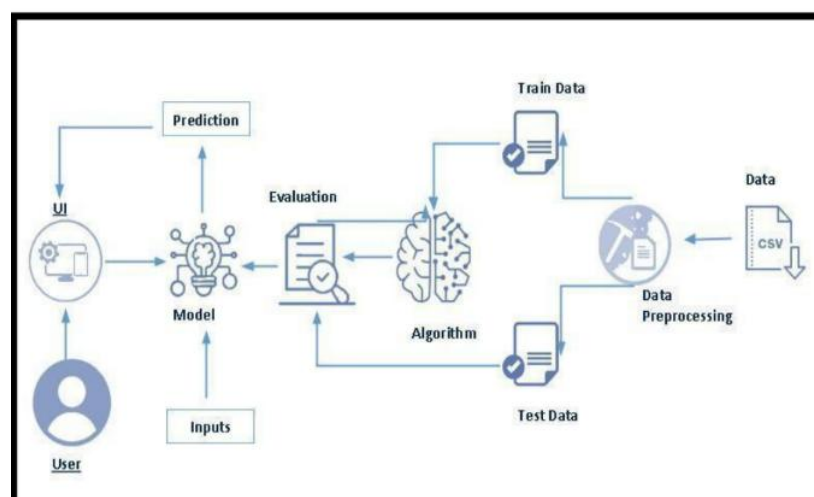 Train Data
Prediction
Data
Evaluation
UI
CSV
Model
Data
Preprocessing
Algorithm
Test Data
Inputs
User